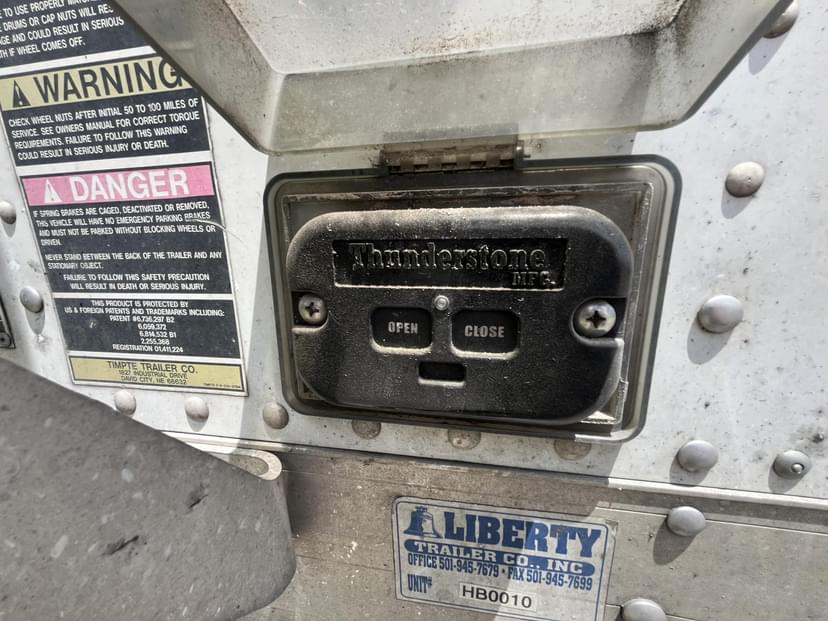 TO USE PROPERLY
DRUMS OR CAP NUTS WILL
AND COULD RESULT IN SERIOUS
IF WHEEL COMES OFF.
WARNING
CHECK WHEEL NUTS AFTER INITIAL 50 TO 100 MILES OF
SERVICE. SEE OWNERS MANUAL FOR CORRECT TORQUE
REQUIREMENTS. FAILURE TO FOLLOW THIS WARNING
COULD RESULT IN SERIOUS INJURY OR DEATH.
DANGER
IF SPRING BRAKES ARE CAGED, DEACTIVATED OR REMOVED,
THIS VEHICLE WILL HAVE NO EMERGENCY PARKING BRAKES
AND MUST NOT BE PARKED WITHOUT BLOCKING WHEELS OR
DRIVEN.
NEVER STAND BETWEEN THE BACK OF THE TRAILER AND ANY
STATIONARY OBJECT.
FAILURE TO FOLLOW THIS SAFETY PRECAUTION
WILL RESULT IN DEATH OR SERIOUS INJURY.
THIS PRODUCT IS PROTECTED BY
US & FOREIGN PATENTS AND TRADEMARKS INCLUDING:
PATENT #6,736,297 B2
6,059,372
6,814,532 B1
2,255,368
REGISTRATION 01,411,224
TIMPTE TRAILER CO.
1827 INDUSTRIAL DRIVE
DAVID CITY, NE 68632
Thunderstone
MFG.
OPEN CLOSE
LIBERTY
TRAILER CO., INC
OFFICE 501-945-7679 • FAX 501-945-7699
UNIT# HB0010